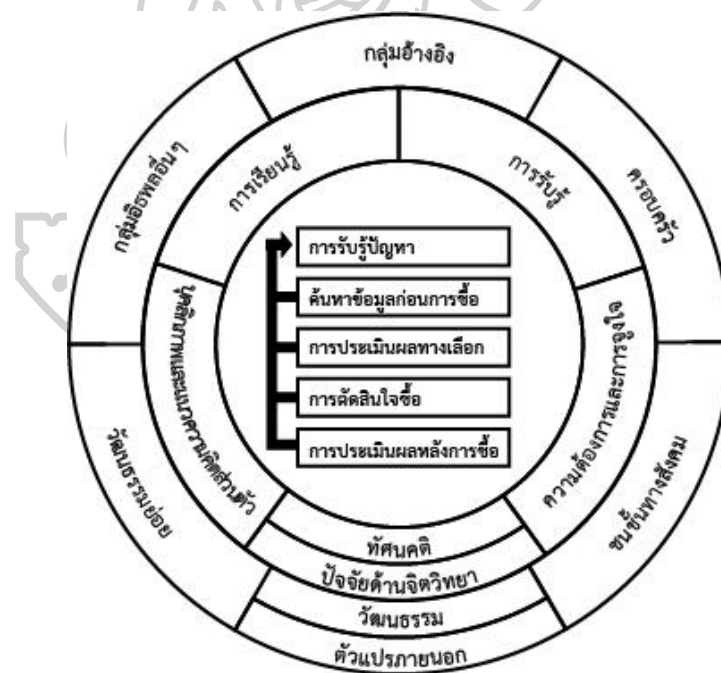 กลุ่มอ้างอิง
กลุ่มอิธพลอื่นๆ
ครอบครัว
การเรียนรู้
การรับรู้
การรับรู้ปัญหา
ค้นหาข้อมูลก่อนการซื้อ
การประเมินผลทางเลือก
การตัดสินใจซื้อ
การประเมินผลหลังการซื้อ
บุคลิกภาพและแนวความคิดส่วนตัว
ความต้องการและการจูงใจ
วัฒนธรรมย่อย
ชนชั้นทางสังคม
ทัศนคติ
ปัจจัยด้านจิตวิทยา
วัฒนธรรม
ตัวแปรภายนอก